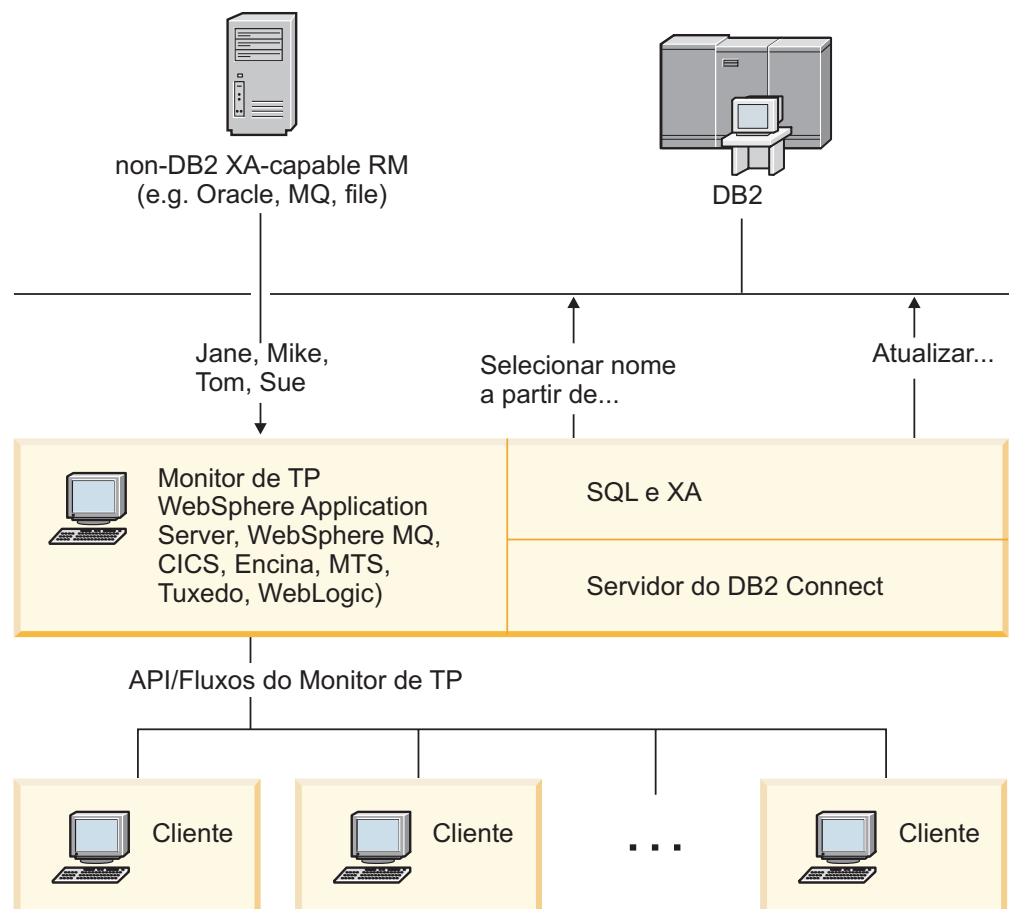 non-DB2 XA-capable RM
(e.g. Oracle, MQ, file)
DB2
Jane, Mike,
Tom, Sue
Selecionar nome
a partir de...
Atualizar...
Monitor de TP
WebSphere Application
Server, WebSphere MQ,
CICS, Encina, MTS,
Tuxedo, WebLogic)
SQL e XA
Servidor do DB2 Connect
API/Fluxos do Monitor de TP
Cliente
Cliente
...
Cliente